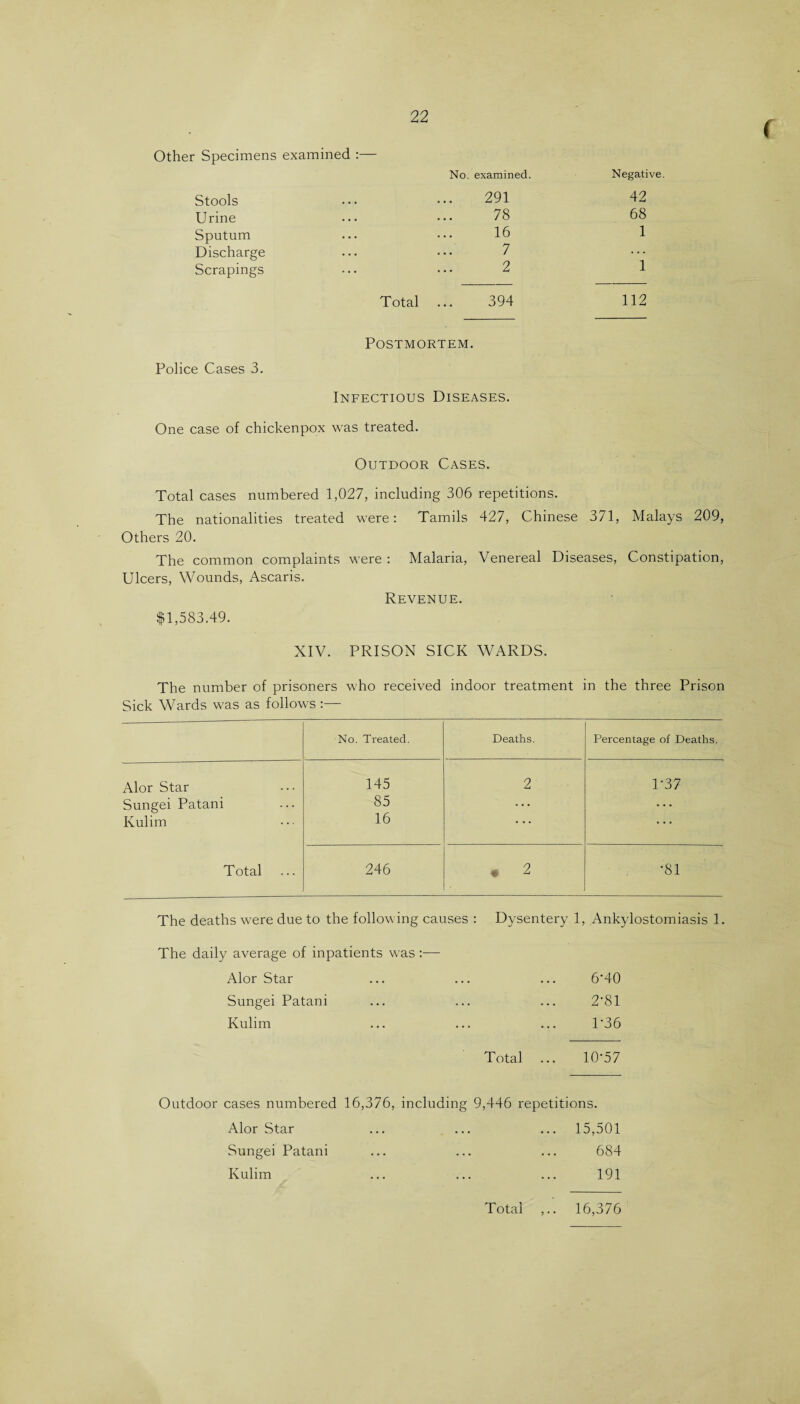 22
Other Specimens examined :—
No. examined. Negative.
Stools ... ... 291 42
Urine ... ... 78 68
Sputum ... ... 16 1
Discharge ... ... 7 ...
Scrapings ... ... 2 1
Total ... 394 112
POSTMORTEM.
Police Cases 3.
INFECTIOUS DISEASES.
One case of chickenpox was treated.
OUTDOOR CASES.
Total cases numbered 1,027, including 306 repetitions.
The nationalities treated were: Tamils 427, Chinese 371, Malays 209,
Others 20.
The common complaints were : Malaria, Venereal Diseases, Constipation,
Ulcers, Wounds, Ascaris.
REVENUE.
$1,583.49.
XIV. PRISON SICK WARDS.
The number of prisoners who received indoor treatment in the three Prison
Sick Wards was as follows :—
No. Treated. Deaths. Percentage of Deaths.
Alor Star ... 145 2 1·37
Sungei Patani ... 85 ... ...
Kulim ... 16 ... ...
Total ... 246 2 ·81
The deaths were due to the following causes : Dysentery 1, Ankylostomiasis 1.
The daily average of inpatients was :—
Alor Star ... ... ... 6·40
Sungei Patani ... ... ... 2·81
Kulim ... ... ... 1·36
Total ... 10·57
Outdoor cases numbered 16,376, including 9,446 repetitions.
Alor Star ... ... ... 15,501
Sungei Patani ... ... ... 684
Kulim ... ... ... 191
Total ,.. 16,376